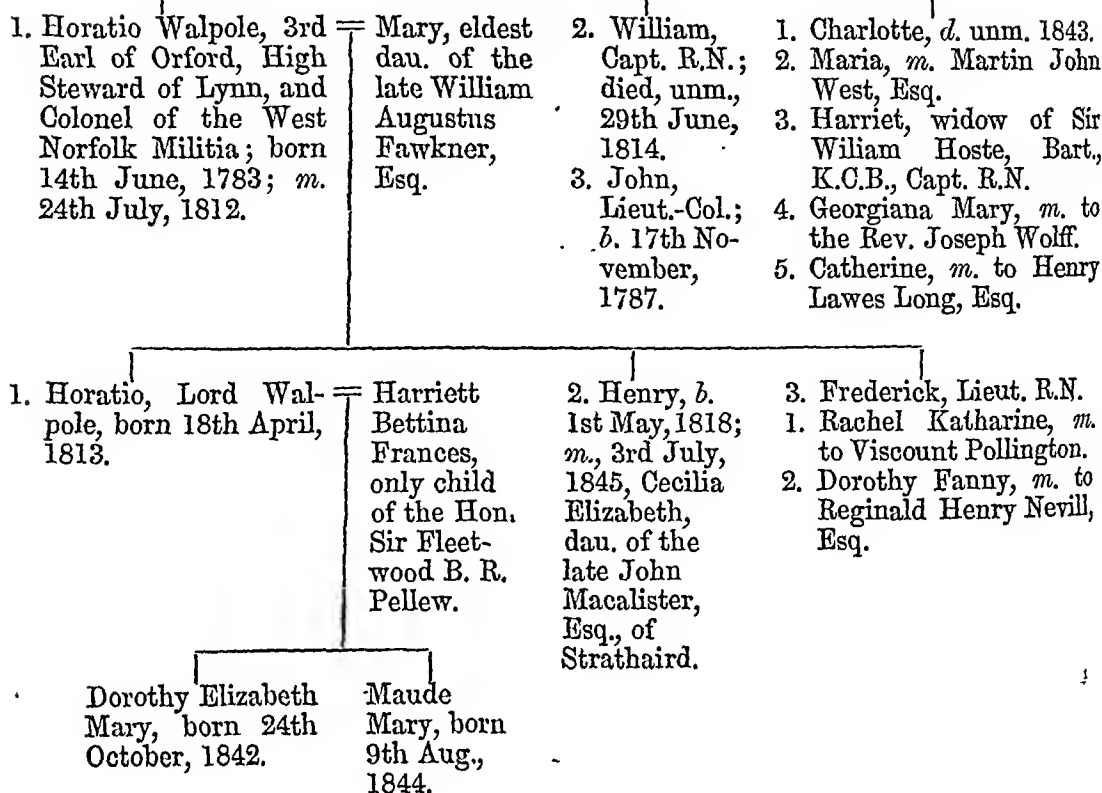 1. Horatio Walpole, 3rd
Earl of Orford, High
Steward of Lynn, and
Colonel of the West
Norfolk Militia; born
14th June, 1783; m.
24th July, 1812.
= Mary, eldest
dau. of the
late William
Augustus
Fawkner,
Esq.
2. William,
Capt. R.N.;
died, unm.,
29th June,
1814.
3. John,
Lieut.-Col.;
b. 17th No-
vember,
1787.
1. Charlotte, d. unm. 1843.
2. Maria, m. Martin John
West, Esq.
3. Harriet, widow of Sir
Wiliam Hoste, Bart.,
K.C.B., Capt. R.N.
4. Georgiana Mary, m. to
the Rev. Joseph Wolff.
5. Catherine, m. to Henry
Lawes Long, Esq.
1. Horatio, Lord Wal-
pole, born 18th April,
1813.
= Harriett
Bettina
Frances,
only child
of the Hon.
Sir Fleet-
wood B. R.
Pellew.
2. Henry, b.
1st May, 1818;
m., 3rd July,
1845, Cecilia
Elizabeth,
dau. of the
late John
Macalister,
Esq., of
Strathaird.
3. Frederick, Lieut. R.N.
1. Rachel Katharine, m.
to Viscount Pollington.
2. Dorothy Fanny, m. to
Reginald Henry Nevill,
Esq.
Dorothy Elizabeth
Mary, born 24th
October, 1842.
Maude
Mary, born
9th Aug.,
1844.